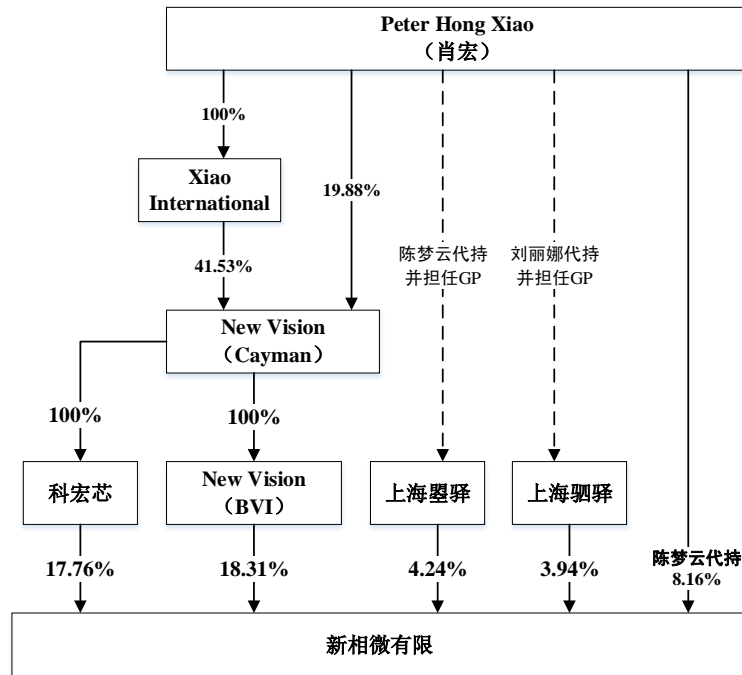 Peter Hong Xiao
（肖宏）
100%
19.88%
Xiao
International
陈梦云代持
并担任GP
刘丽娜代持
并担任GP
41.53%
New Vision
（Cayman）
100%
100%
科宏芯
New Vision
（BVI）
上海曌驿
上海驷驿
17.76%
18.31%
4.24%
3.94%
陈梦云代持
8.16%
新相微有限